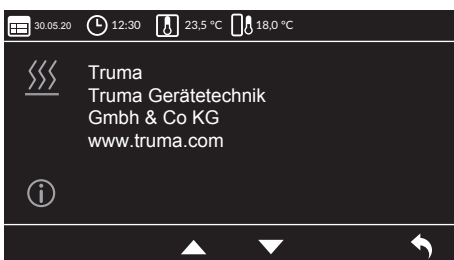 30.05.20 12:30 23,5 °C 18,0 °C
Truma
Truma Gerätetechnik
Gmbh & Co KG
www.truma.com